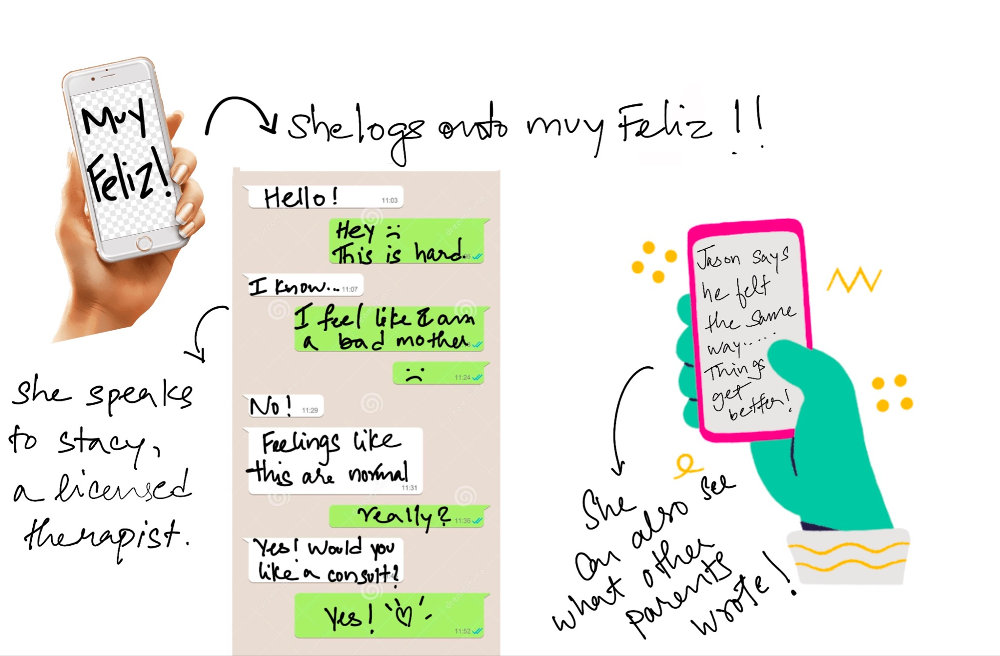 Muy
Feliz!
She logs onto muy Feliz!!
Hello!
11:03
Hey :(
This is hard.
I know...
11:07
I feel like I am
a bad mother
:(
11:24
No!
11:29
Feelings like
this are normal
11:31
really?
11:36
Yes! Would you
like a consult?
Yes! ♡
11:52
She speaks
to stacy,
a licensed
therapist.
Jason says
he felt
the same
way....
Things
get
better!
She
can also see
what other
parents
wrote!
dreamstime
dreamstime
dreamstime